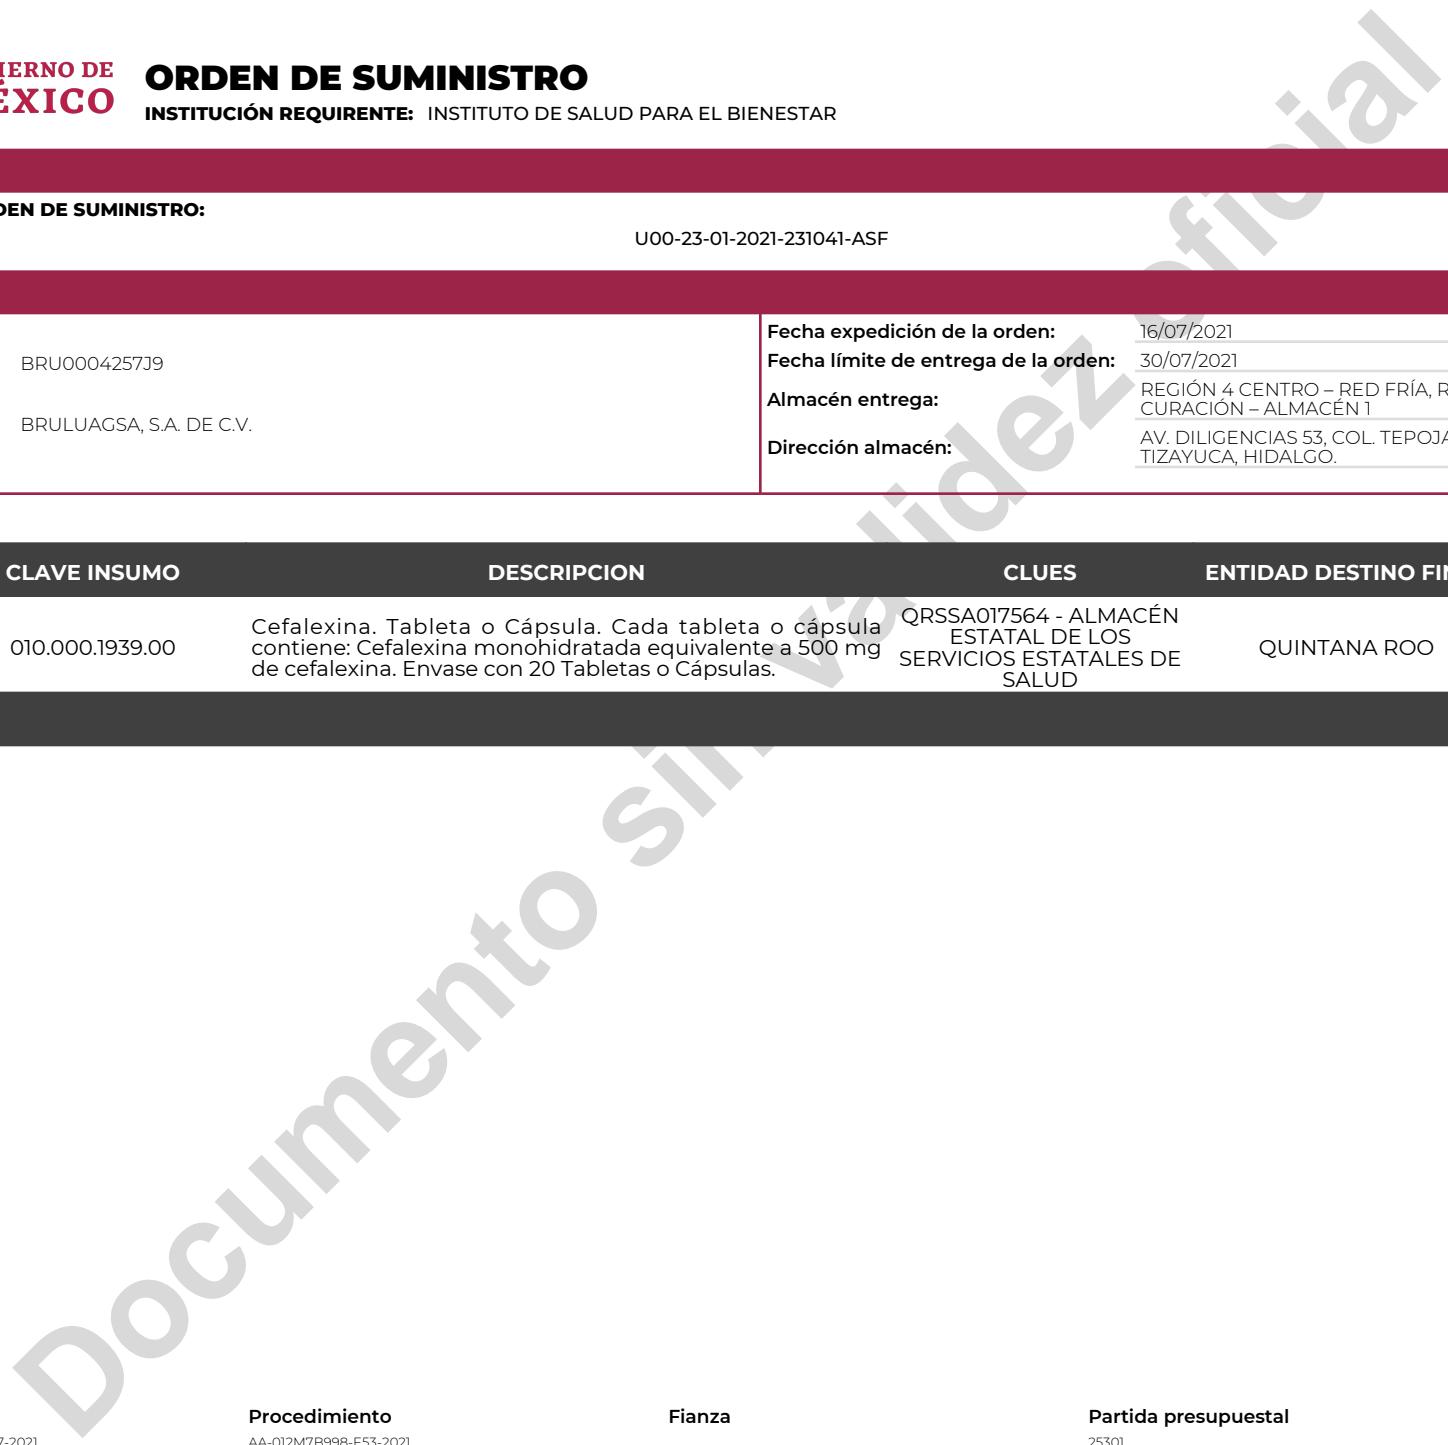 ORDEN DE SUMINISTRO
INSTITUCIÓN REQUIRENTE: INSTITUTO DE SALUD PARA EL BIENESTAR
DE
XICO
DE SUMINISTRO:
U00-23-01-2021-231041-ASF
BRU0004257J9
BRULUAGSA, S.A. DE C.V.
Fecha expedición de la orden: 16/07/2021
Fecha límite de entrega de la orden: 30/07/2021
Almacén entrega: REGIÓN 4 CENTRO – RED FRÍA,
CURACIÓN – ALMACÉN 1
Dirección almacén: AV. DILIGENCIAS 53, COL.
TIZAYUCA, HIDALGO.
CLAVE INSUMO DESCRIPCION CLUES ENTIDAD DESTINO
010.000.1939.00
Cefalexina. Tableta o Cápsula. Cada tableta o cápsula
contiene: Cefalexina monohidratada equivalente a 500 mg
de cefalexina. Envase con 20 Tabletas o Cápsulas.
QRSSA017564 - ALMACÉN
ESTATAL DE LOS
SERVICIOS ESTATALES DE
SALUD
QUINTANA ROO
Documento sin validez oficial
Procedimiento Fianza Partida presupuestal
AA-012M7B998-E53-2021
25301